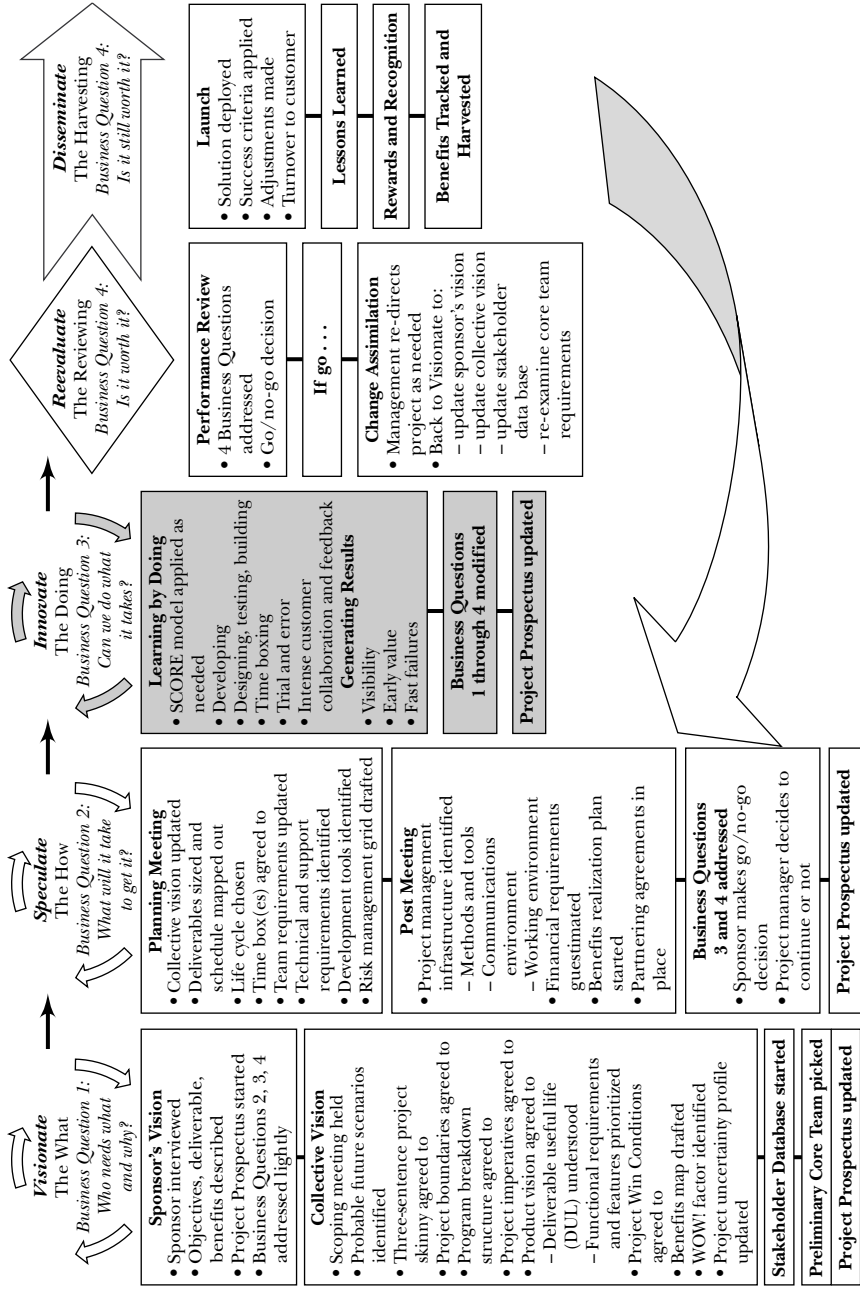 Visionate
The What
Business Question 1:
Who needs what
and why?
Sponsor's Vision
• Sponsor interviewed
• Objectives, deliverable,
benefits described
• Project Prospectus started
• Business Questions 2, 3, 4
addressed lightly
Collective Vision
• Scoping meeting held
• Probable future scenarios
identified
• Three-sentence project
skinny agreed to
• Project boundaries agreed to
• Program breakdown
structure agreed to
• Project imperatives agreed to
• Product vision agreed to
– Deliverable useful life
(DUL) understood
– Functional requirements
and features prioritized
• Project Win Conditions
agreed to
• Benefits map drafted
• WOW! factor identified
• Project uncertainty profile
updated
Stakeholder Database started
Preliminary Core Team picked
Project Prospectus updated
Speculate
The How
Business Question 2:
What will it take
to get it?
Planning Meeting
• Collective vision updated
• Deliverables sized and
schedule mapped out
• Life cycle chosen
• Time box(es) agreed to
• Team requirements updated
• Technical and support
requirements identified
• Development tools identified
• Risk management grid drafted
Post Meeting
• Project management
infrastructure identified
– Methods and tools
– Communications
environment
– Working environment
• Financial requirements
guestimated
• Benefits realization plan
started
• Partnering agreements in
place
Business Questions
3 and 4 addressed
• Sponsor makes go/no-go
decision
• Project manager decides to
continue or not
Project Prospectus updated
Innovate
The Doing
Business Question 3:
Can we do what
it takes?
Learning by Doing
• SCORE model applied as
needed
• Developing
• Designing, testing, building
• Time boxing
• Trial and error
• Intense customer
collaboration and feedback
Generating Results
• Visibility
• Early value
• Fast failures
Business Questions
1 through 4 modified
Project Prospectus updated
Reevaluate
The Reviewing
Business Question 4:
Is it worth it?
Performance Review
• 4 Business Questions
addressed
• Go/no-go decision
If go . . .
Change Assimilation
• Management re-directs
project as needed
• Back to Visionate to:
– update sponsor's vision
– update collective vision
– update stakeholder
data base
– re-examine core team
requirements
Disseminate
The Harvesting
Business Question 4:
Is it still worth it?
Launch
• Solution deployed
• Success criteria applied
• Adjustments made
• Turnover to customer
Lessons Learned
Rewards and Recognition
Benefits Tracked and
Harvested